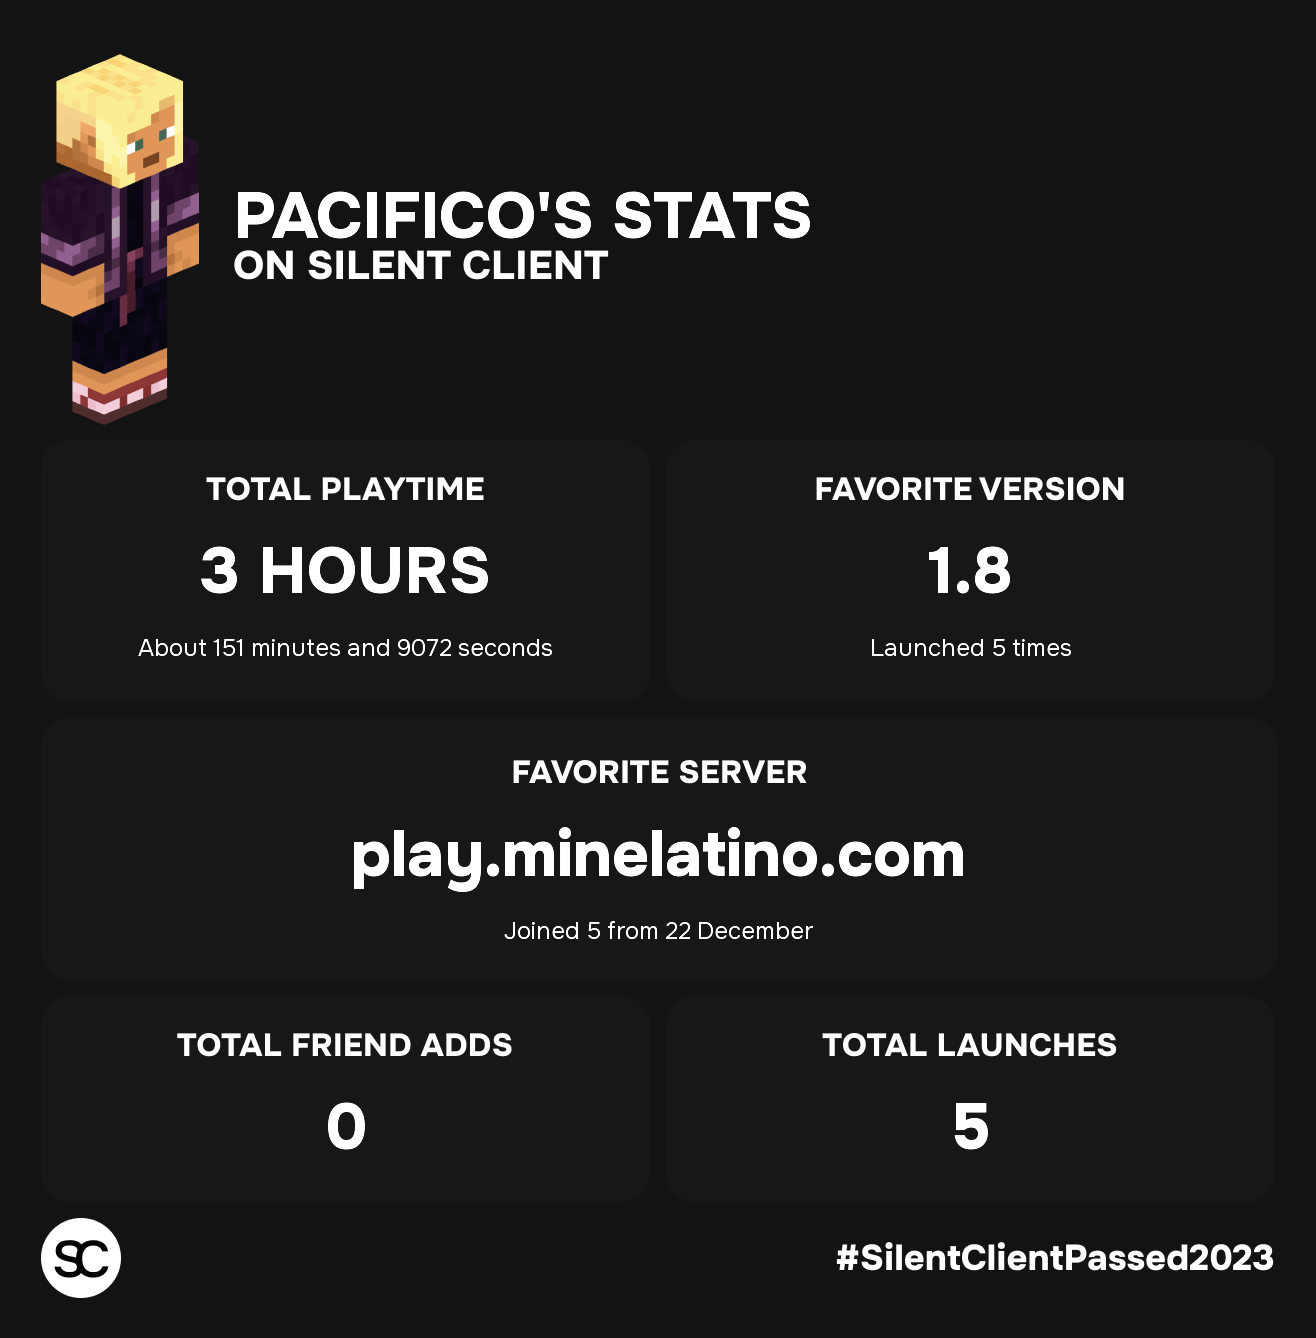 PACIFICO'S STATS
ON SILENT CLIENT
TOTAL PLAYTIME
3 HOURS
About 151 minutes and 9072 seconds
FAVORITE VERSION
1.8
Launched 5 times
FAVORITE SERVER
play.minelatino.com
Joined 5 from 22 December
TOTAL FRIEND ADDS
0
TOTAL LAUNCHES
5
SC
#SilentClientPassed2023